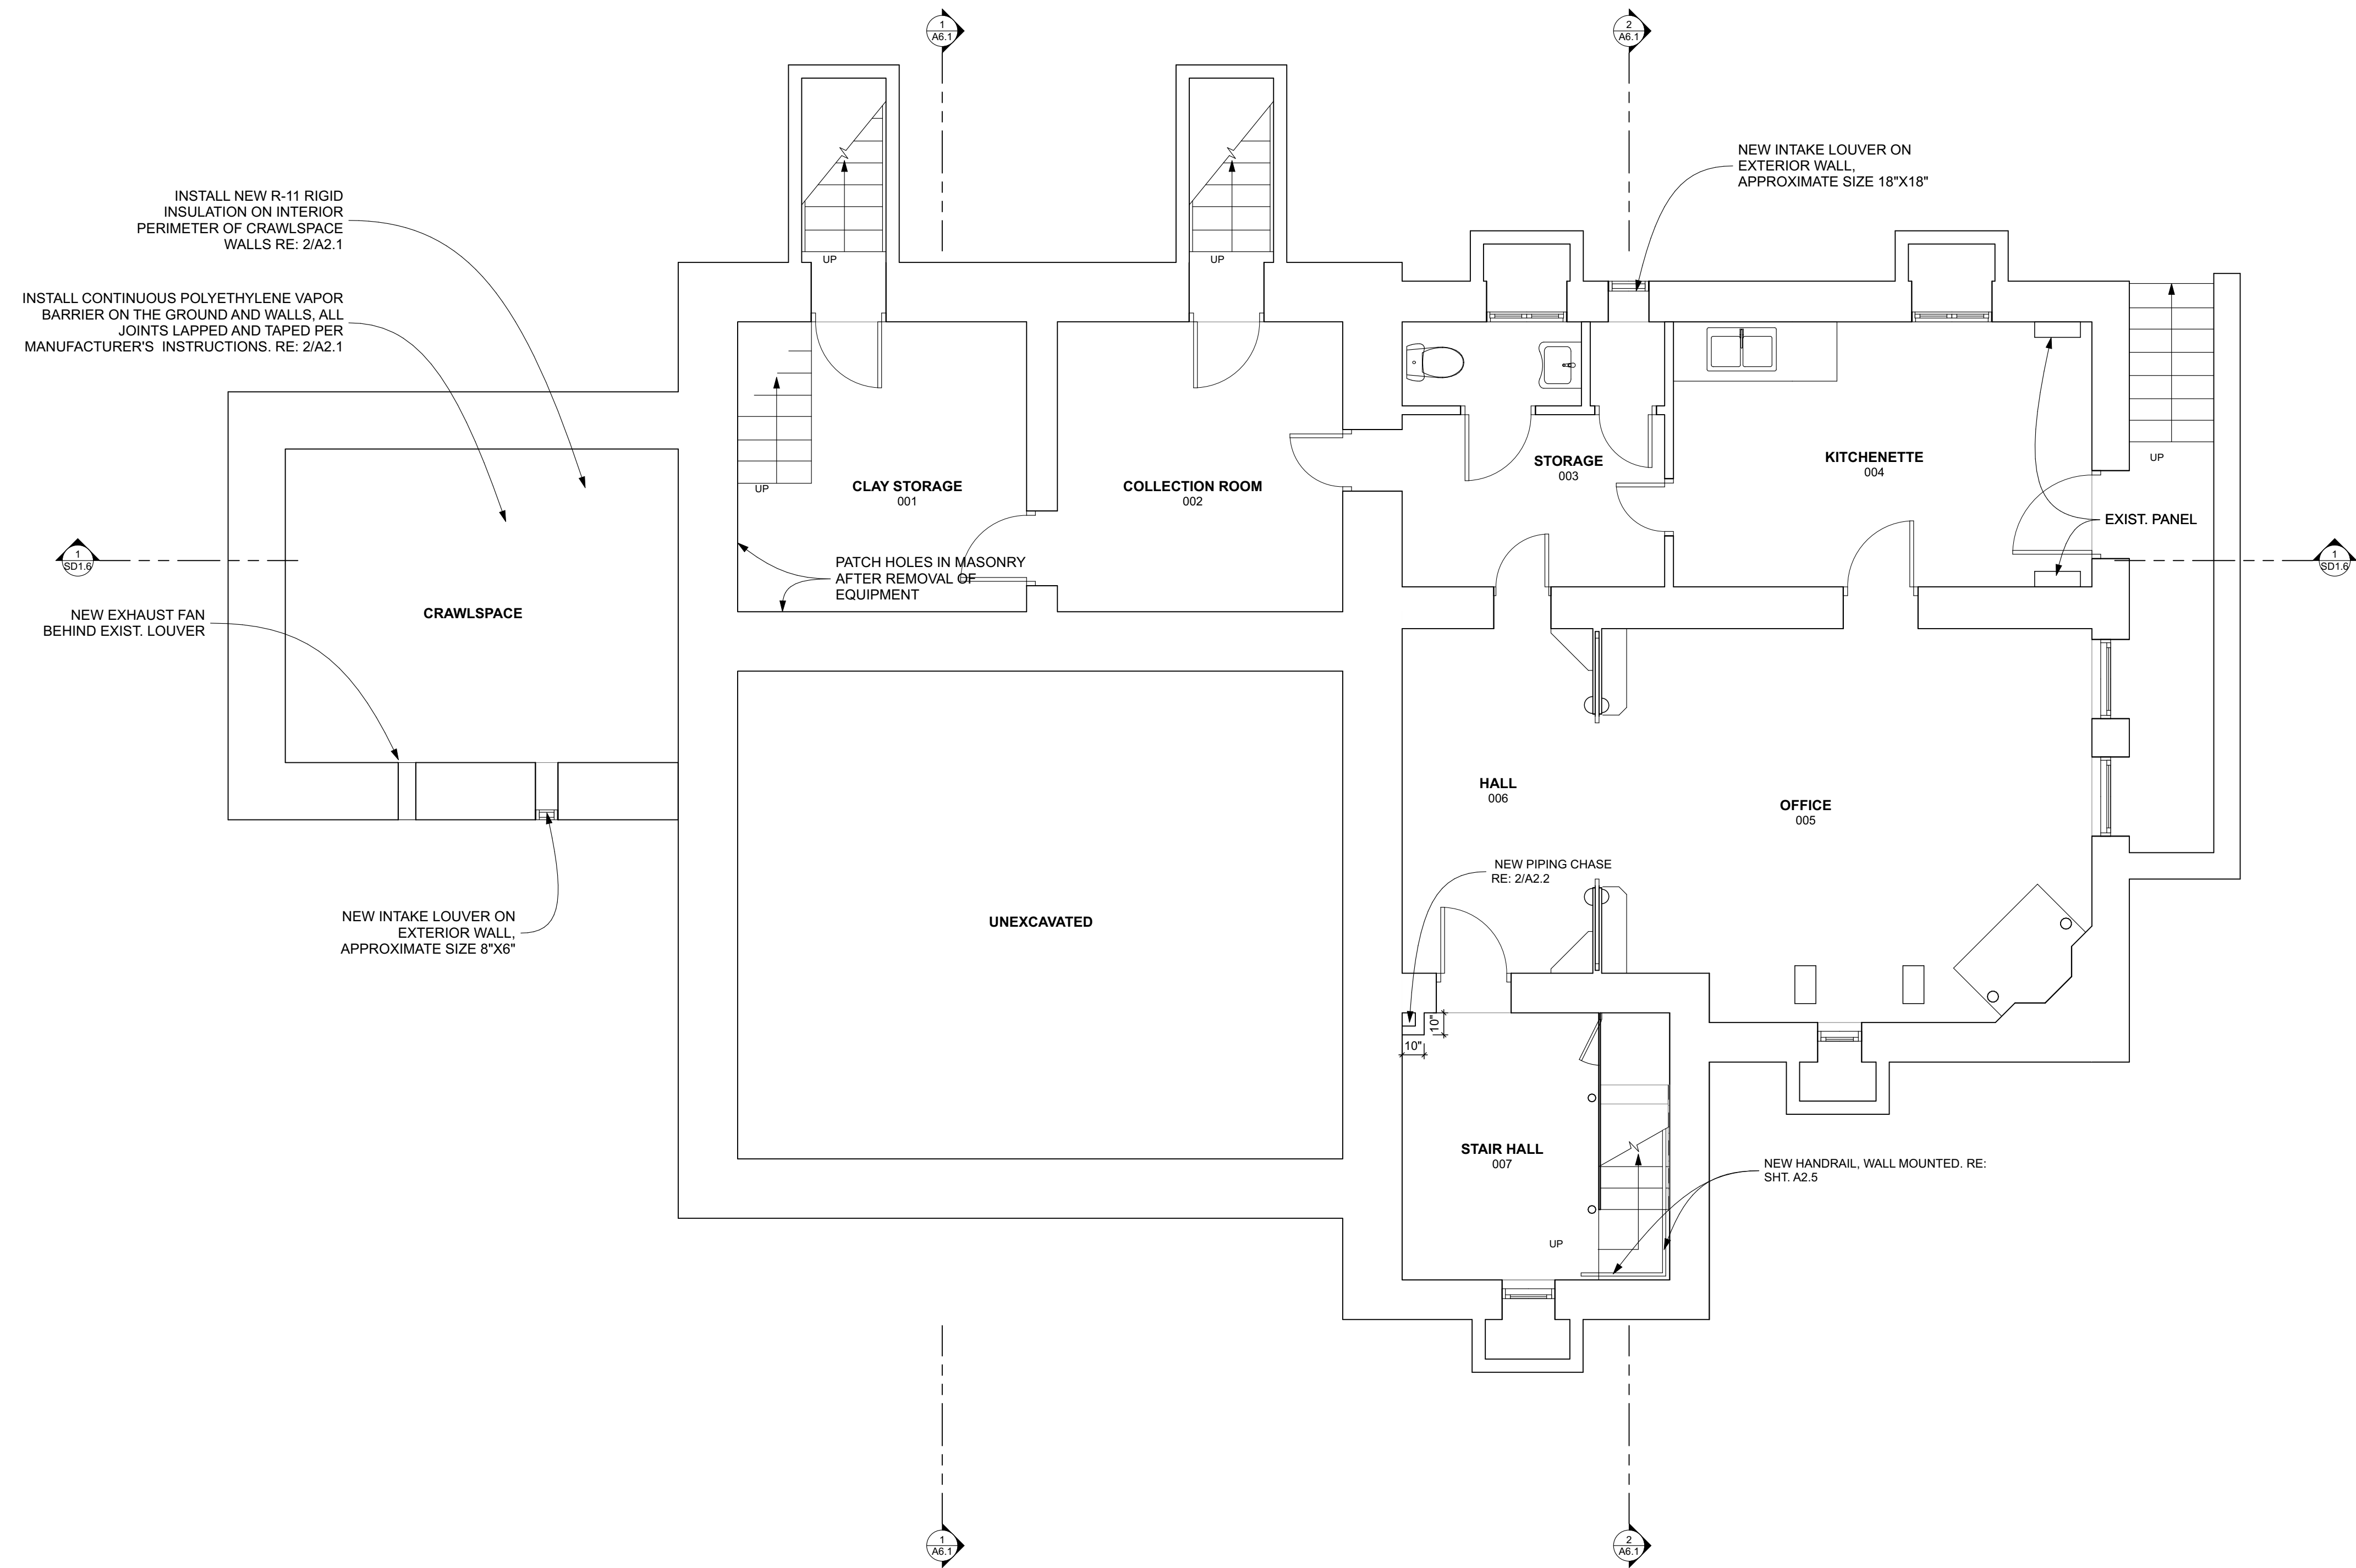 1
A6.1
2
A6.1
NEW INTAKE LOUVER ON
EXTERIOR WALL,
APPROXIMATE SIZE 18"X18"
INSTALL NEW R-11 RIGID
INSULATION ON INTERIOR
PERIMETER OF CRAWLSPACE
WALLS RE: 2/A2.1
UP
UP
INSTALL CONTINUOUS POLYETHYLENE VAPOR
BARRIER ON THE GROUND AND WALLS, ALL
JOINTS LAPPED AND TAPED PER
MANUFACTURER'S INSTRUCTIONS. RE: 2/A2.1
UP
CLAY STORAGE
001
COLLECTION ROOM
002
STORAGE
003
KITCHENETTE
004
UP
EXIST. PANEL
1
SD1.6
1
SD1.6
PATCH HOLES IN MASONRY
AFTER REMOVAL OF
EQUIPMENT
CRAWLSPACE
NEW EXHAUST FAN
BEHIND EXIST. LOUVER
HALL
006
OFFICE
005
NEW PIPING CHASE
RE: 2/A2.2
NEW INTAKE LOUVER ON
EXTERIOR WALL,
APPROXIMATE SIZE 8"X6"
UNEXCAVATED
10"
10"
STAIR HALL
007
NEW HANDRAIL, WALL MOUNTED. RE:
SHT. A2.5
UP
1
A6.1
2
A6.1